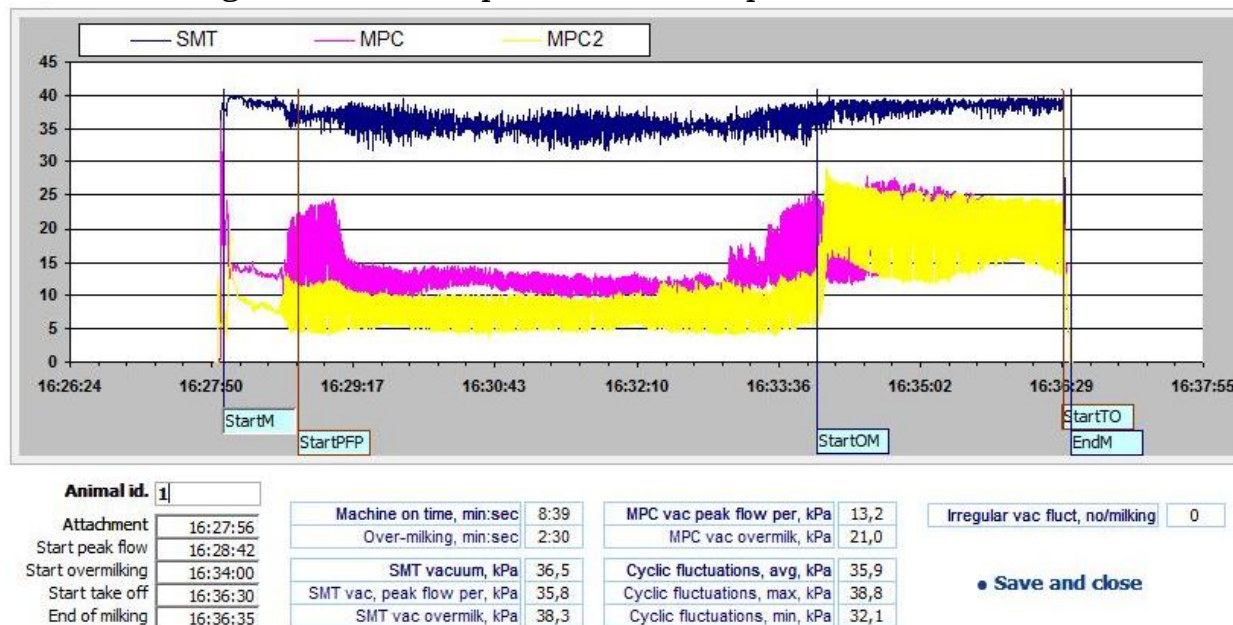 SMT MPC MPC2
45
40
35
30
25
20
15
10
5
0
16:26:24 16:27:50 16:29:17 16:30:43 16:32:10 16:33:36 16:35:02 16:36:29 16:37:55
StartM StartTO
StartPFP StartOM EndM
Animal id. 1
Attachment 16:27:56
Start peak flow 16:28:42
Start overmilking 16:34:00
Start take off 16:36:30
End of milking 16:36:35
Machine on time, min:sec 8:39
Over-milking, min:sec 2:30
SMT vacuum, kPa 36,5
SMT vac, peak flow per, kPa 35,8
SMT vac overmilk, kPa 38,3
MPC vac peak flow per, kPa 13,2
MPC vac overmilk, kPa 21,0
Cyclic fluctuations, avg, kPa 35,9
Cyclic fluctuations, max, kPa 38,8
Cyclic fluctuations, min, kPa 32,1
Irregular vac fluct, no/milking 0
• Save and close